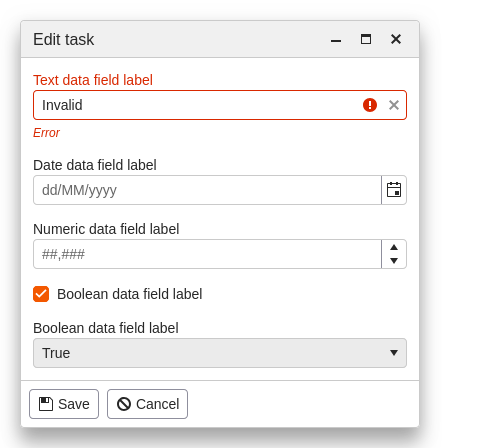 Edit task
Text data field label
Invalid
Error
Date data field label
dd/MM/yyyy
Numeric data field label
##,###
Boolean data field label
Boolean data field label
True
Save Cancel